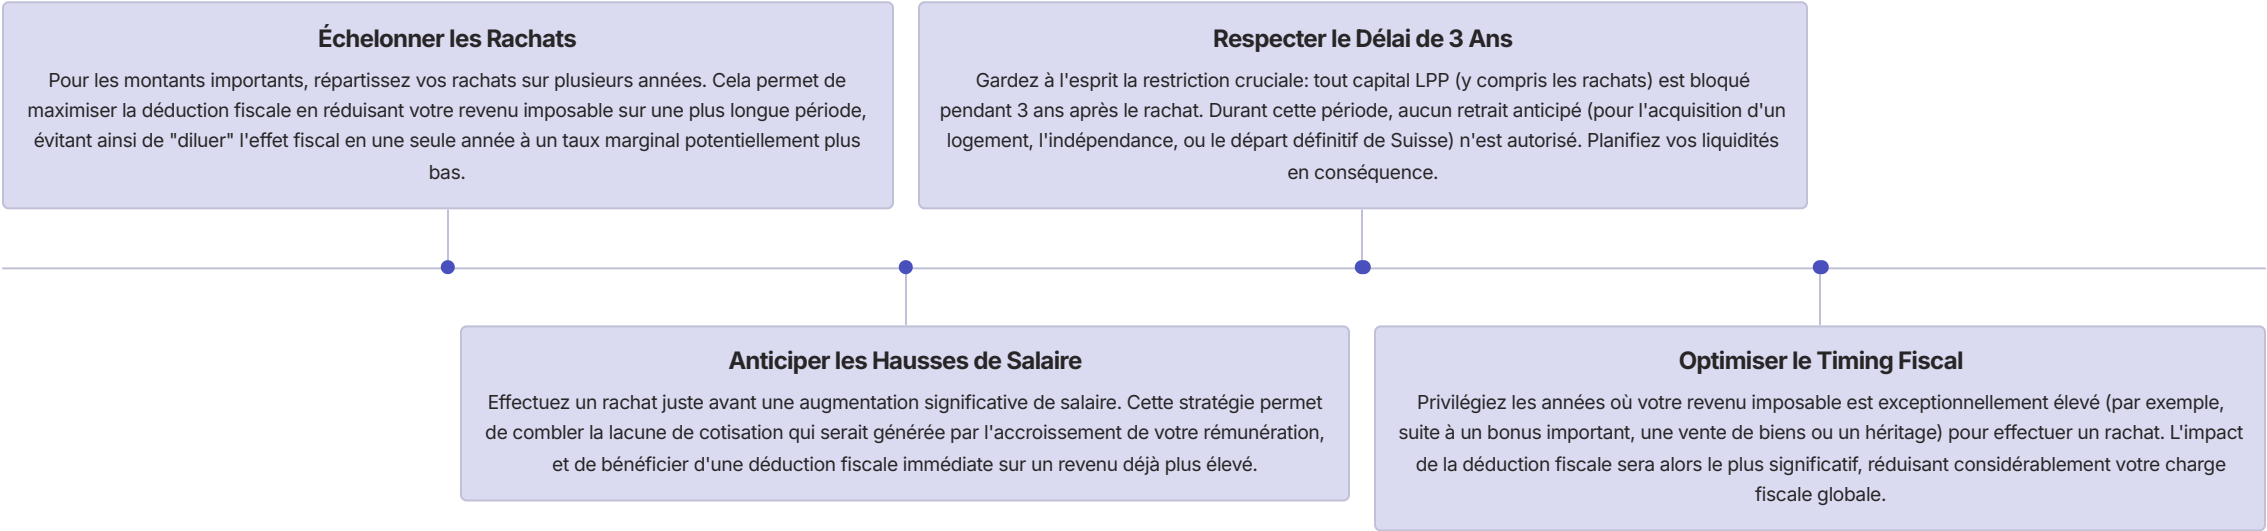 Échelonner les Rachats
Pour les montants importants, répartissez vos rachats sur plusieurs années. Cela permet de
maximiser la déduction fiscale en réduisant votre revenu imposable sur une plus longue période,
évitant ainsi de "diluer" l'effet fiscal en une seule année à un taux marginal potentiellement plus
bas.
Respecter le Délai de 3 Ans
Gardez à l'esprit la restriction cruciale: tout capital LPP (y compris les rachats) est bloqué
pendant 3 ans après le rachat. Durant cette période, aucun retrait anticipé (pour l'acquisition d'un
logement, l'indépendance, ou le départ définitif de Suisse) n'est autorisé. Planifiez vos liquidités
en conséquence.
Anticiper les Hausses de Salaire
Effectuez un rachat juste avant une augmentation significative de salaire. Cette stratégie permet
de combler la lacune de cotisation qui serait générée par l'accroissement de votre rémunération,
et de bénéficier d'une déduction fiscale immédiate sur un revenu déjà plus élevé.
Optimiser le Timing Fiscal
Privilégiez les années où votre revenu imposable est exceptionnellement élevé (par exemple,
suite à un bonus important, une vente de biens ou un héritage) pour effectuer un rachat. L'impact
de la déduction fiscale sera alors le plus significatif, réduisant considérablement votre charge
fiscale globale.